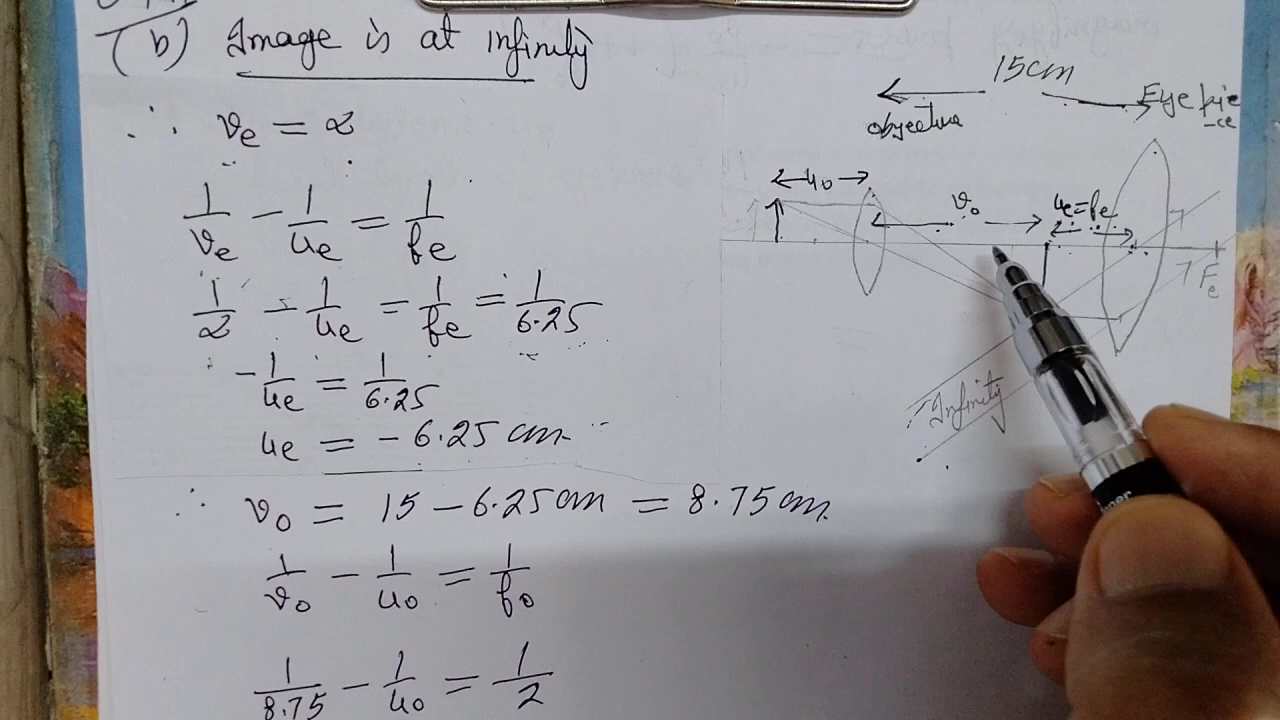 (b) Image is at infinity
∴ ve = ∝
1/ve − 1/ue = 1/fe
1/∝ − 1/ue = 1/fe = 1/6.25
−1/ue = 1/6.25
ue = −6.25 cm
∴ vo = 15 − 6.25 cm = 8.75 cm.
1/vo − 1/uo = 1/fo
1/8.75 − 1/uo = 1/2
15cm
objective
Eye pie
-ce
uo
vo
ue=fe
Fe
Infinity